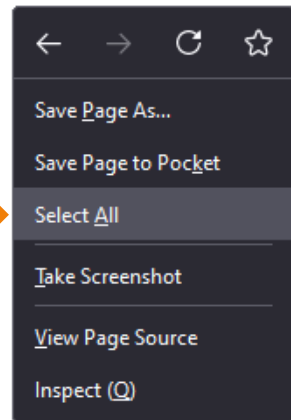 Save Page As...
Save Page to Pocket
Select All
Take Screenshot
View Page Source
Inspect (Q)